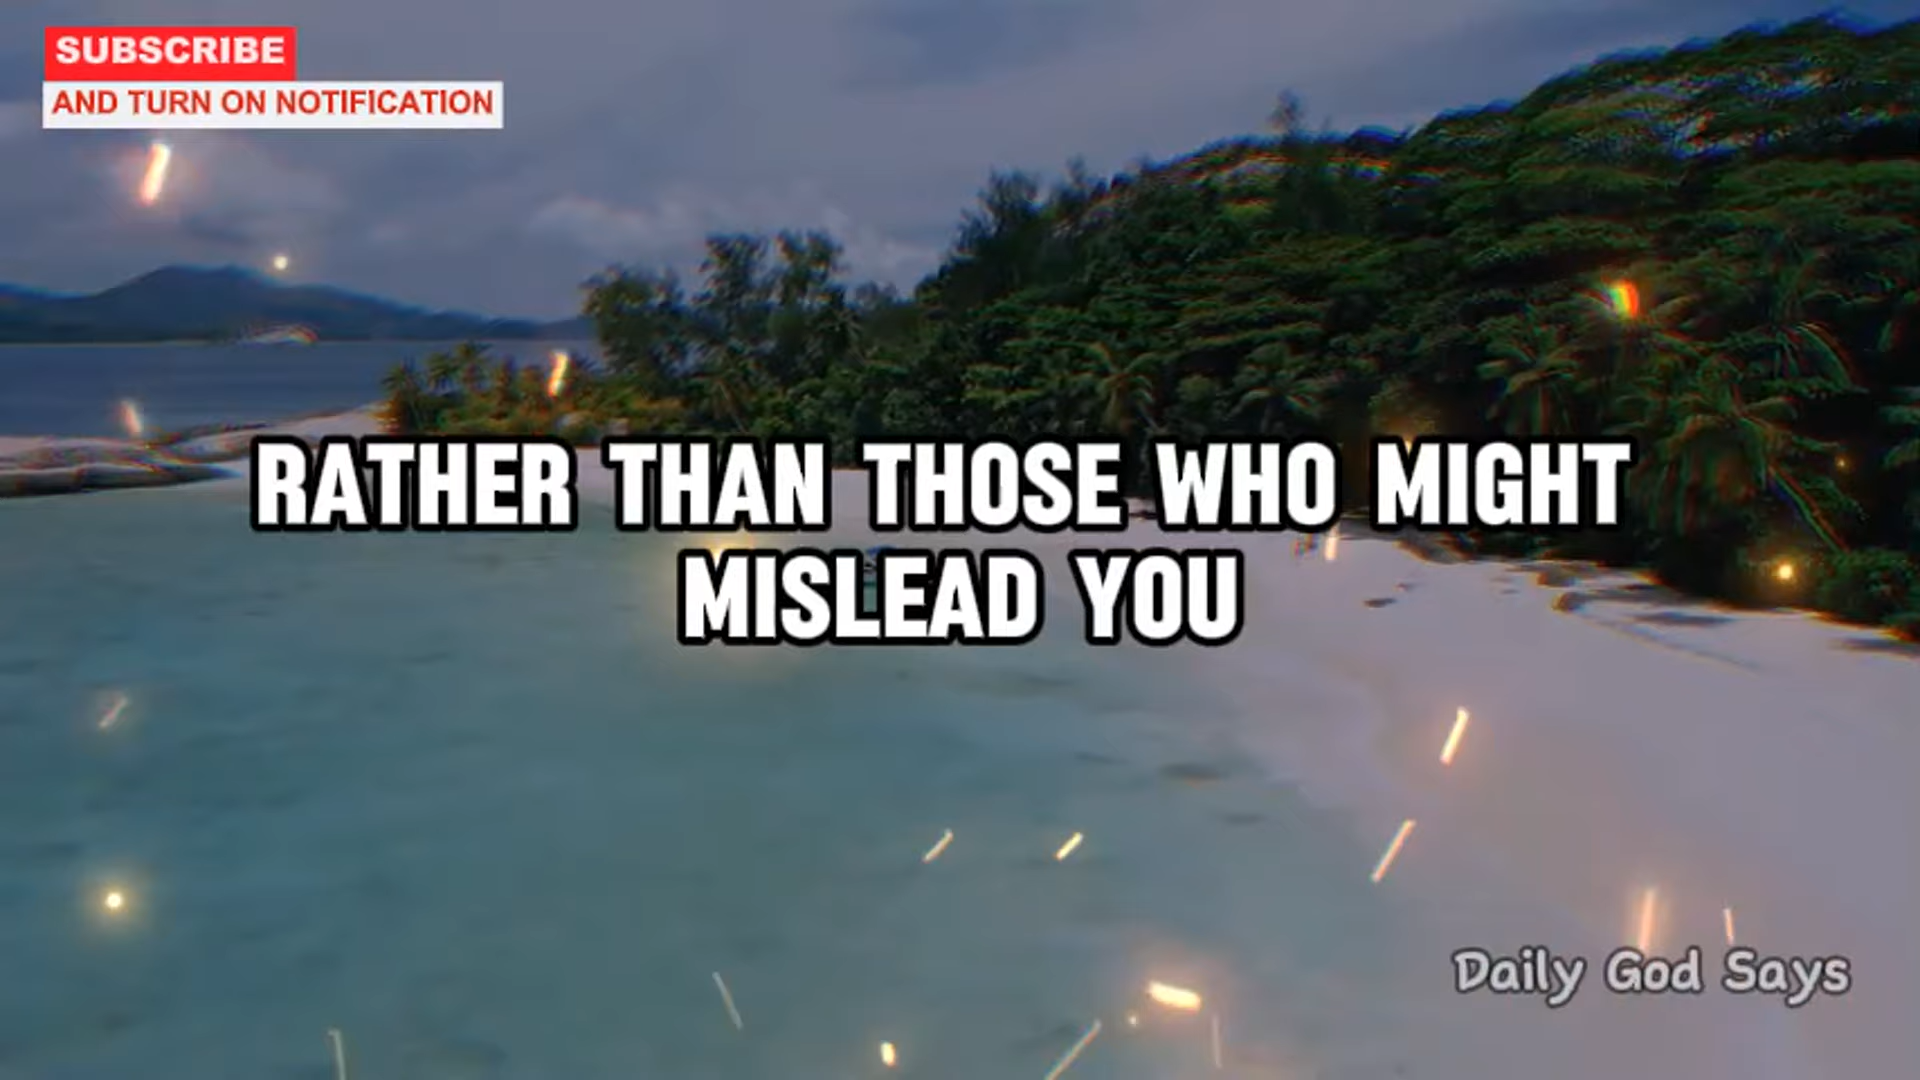 SUBSCRIBE
AND TURN ON NOTIFICATION
RATHER THAN THOSE WHO MIGHT
MISLEAD YOU
Daily God Says